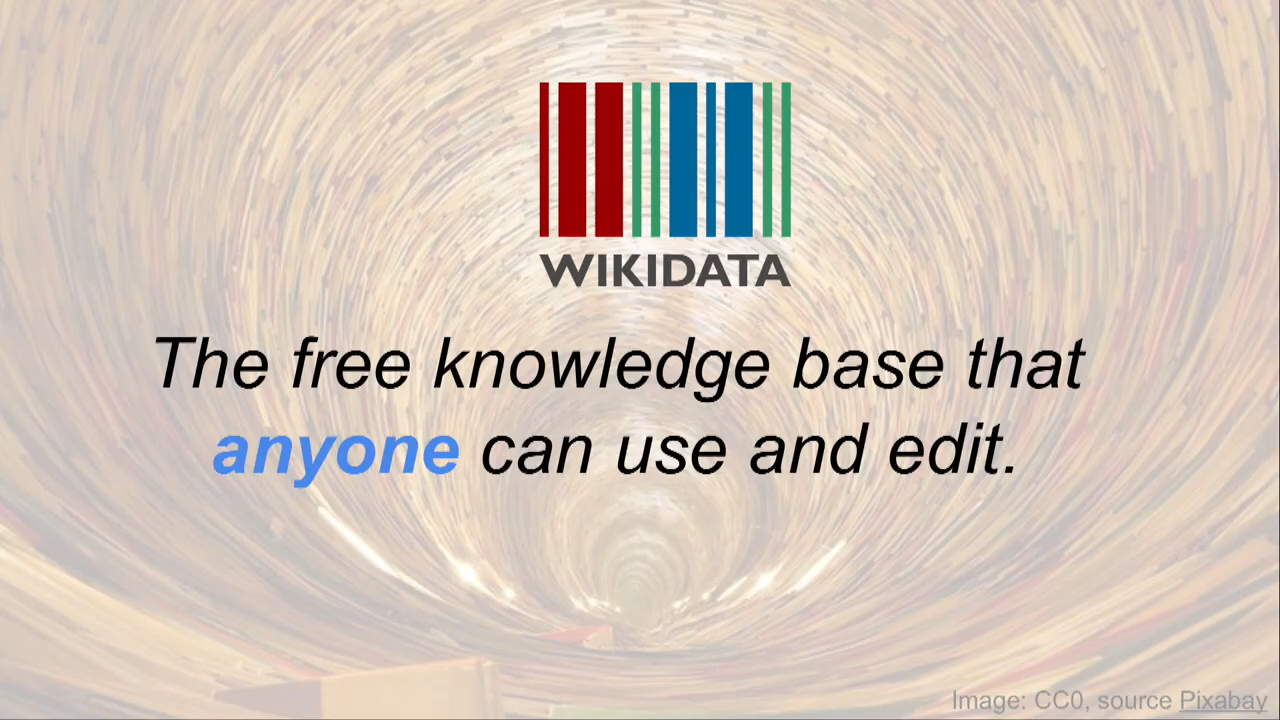 WIKIDATA
The free knowledge base that
anyone can use and edit.
Image: CC0, source Pixabay